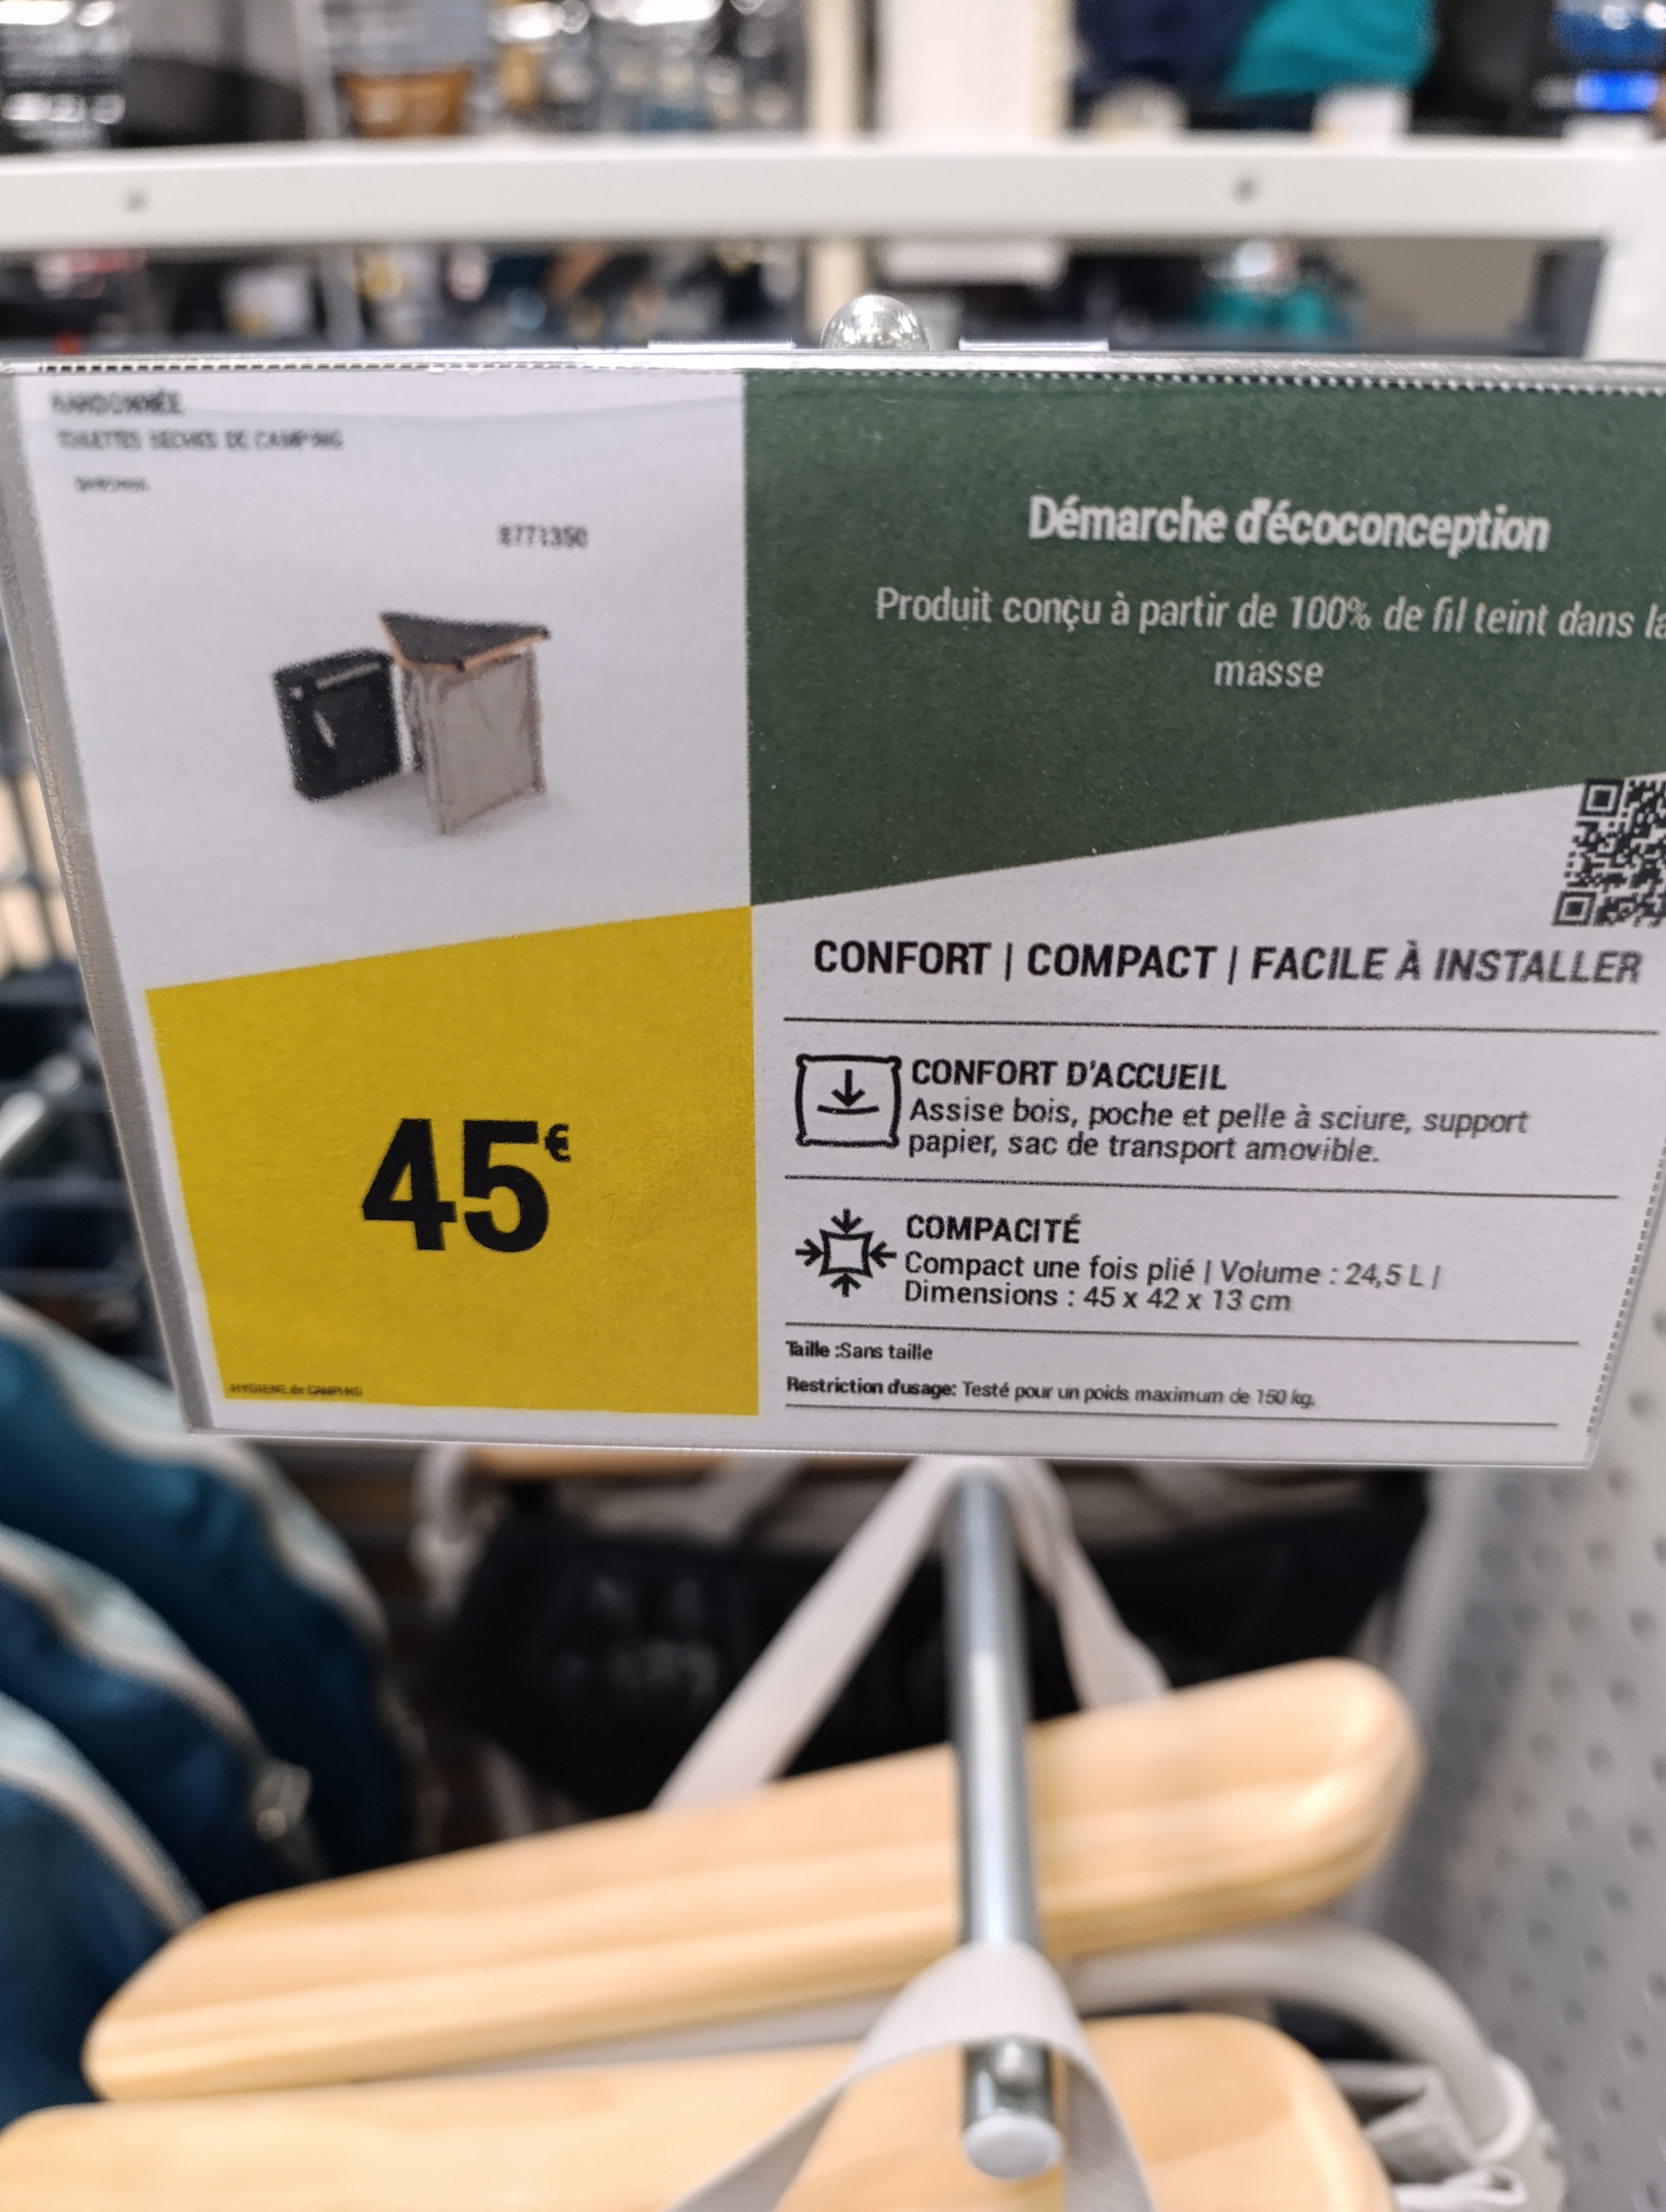 RANDONNÉE
TOILETTES SECHES DE CAMPING
8771350
Démarche d'écoconception
Produit conçu à partir de 100% de fil teint dans la
masse
CONFORT | COMPACT | FACILE À INSTALLER
CONFORT D'ACCUEIL
Assise bois, poche et pelle à sciure, support
papier, sac de transport amovible.
COMPACITÉ
Compact une fois plié | Volume : 24,5 L |
Dimensions : 45 x 42 x 13 cm
Taille :Sans taille
Restriction d'usage: Testé pour un poids maximum de 150 kg.
45€
HYGIENE de CAMPING